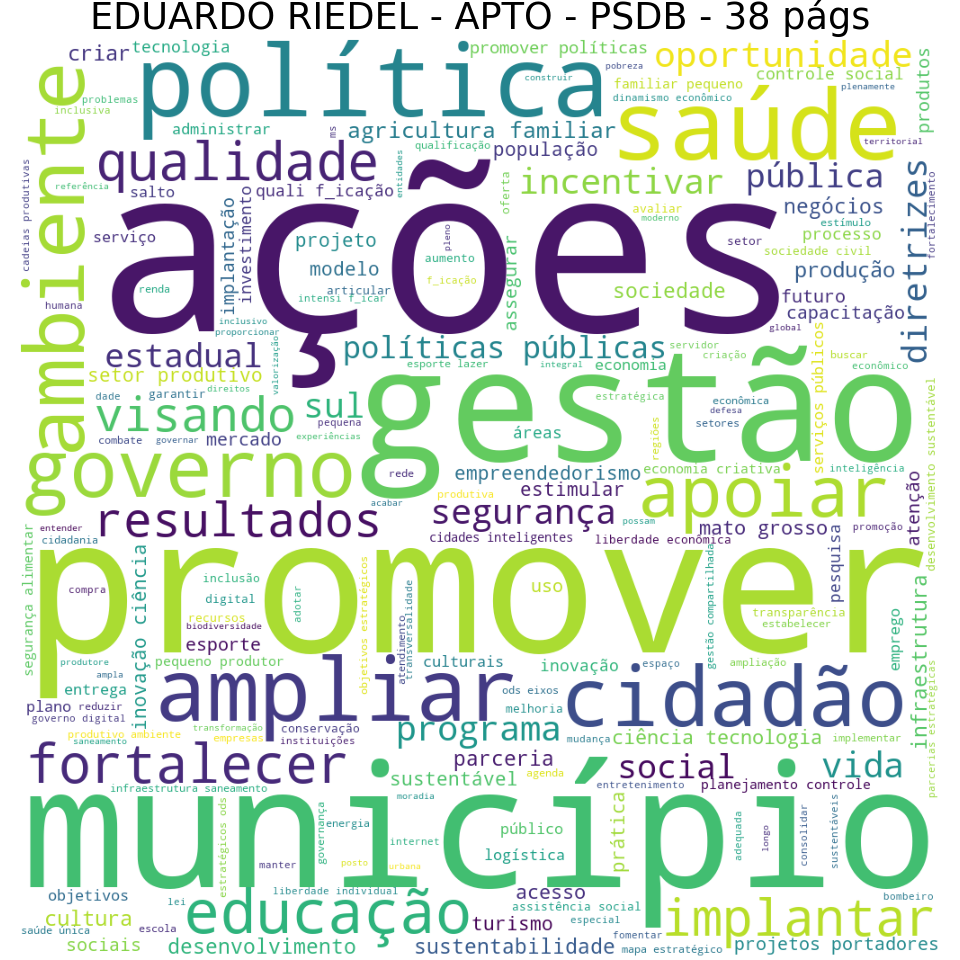 EDUARDO RIEDEL - APTO - PSDB - 38 págs
criar
tecnologia
política
promover políticas
pobreza
oportunidade
construir
familiar pequeno
controle social
dinamismo econômico
plenamente
produtos
problemas
inclusiva
administrar
ms
agricultura familiar
qualificação
população
saúde
territorial
gambiente
qualidade
referência
salto
quali f_icação
entidades
oferta
incentivar
pública
cadeias produtivas
serviço
implantação
investimento
projeto
modelo
articular
intensi f_icar
ações
pleno
aumento
f_icação
assegurar
avaliar
moderno
setor
estímulo
negócios
processo
sociedade civil
diretrizes
fortalecimento
produção
sociedade
futuro
capacitação
global
renda
humana
inclusivo
proporcionar
estadual
valorização
políticas públicas
servidor
criação
buscar
esporte lazer
integral
economia
econômico
setor produtivo
dade
garantir
direitos
estratégica
serviços públicos
visando
sul
pequena
experiências
gestão
econômica
defesa
setores
áreas
regiões
combate
governar
mercado
governo
rede
acabar
empreendedorismo
produtiva
estimular
economia criativa
inteligência
desenvolvimento sustentável
apoiar
atenção
resultados
segurança
possam
mato grosso
promoção
entender
cidadania
cidades inteligentes
liberdade econômica
segurança alimentar
compra
inovação ciência
inclusão
digital
recursos
biodiversidade
adotar
objetivos estratégicos
promover
uso
gestão compartilhada
pesquisa
transparência
estabelecer
emprego
infraestrutura
esporte
pequeno produtor
atendimento
transversalidade
culturais
inovação
espaço
ampliação
produtore
ampla
entrega
plano
reduzir
governo digital
ampliar
ods eixos
melhoria
cidadão
produtivo ambiente
saneamento
transformação
empresas
conservação
instituições
programa
mudança
ciência tecnologia
implementar
parcerias estratégicas
fortalecer
parceria
sustentável
agenda
social
entretenimento
planejamento controle
vida
infraestrutura saneamento
moradia
município
estratégicos ods
governança
energia
manter
posto
internet
urbana
público
logística
prática
adequada
longo
consolidar
sustentáveis
objetivos
lei
liberdade individual
acesso
assistência social
especial
bombeiro
cultura
saúde única
escola
educação
turismo
fomentar
implantar
sociais
desenvolvimento
sustentabilidade
mapa estratégico
projetos portadores